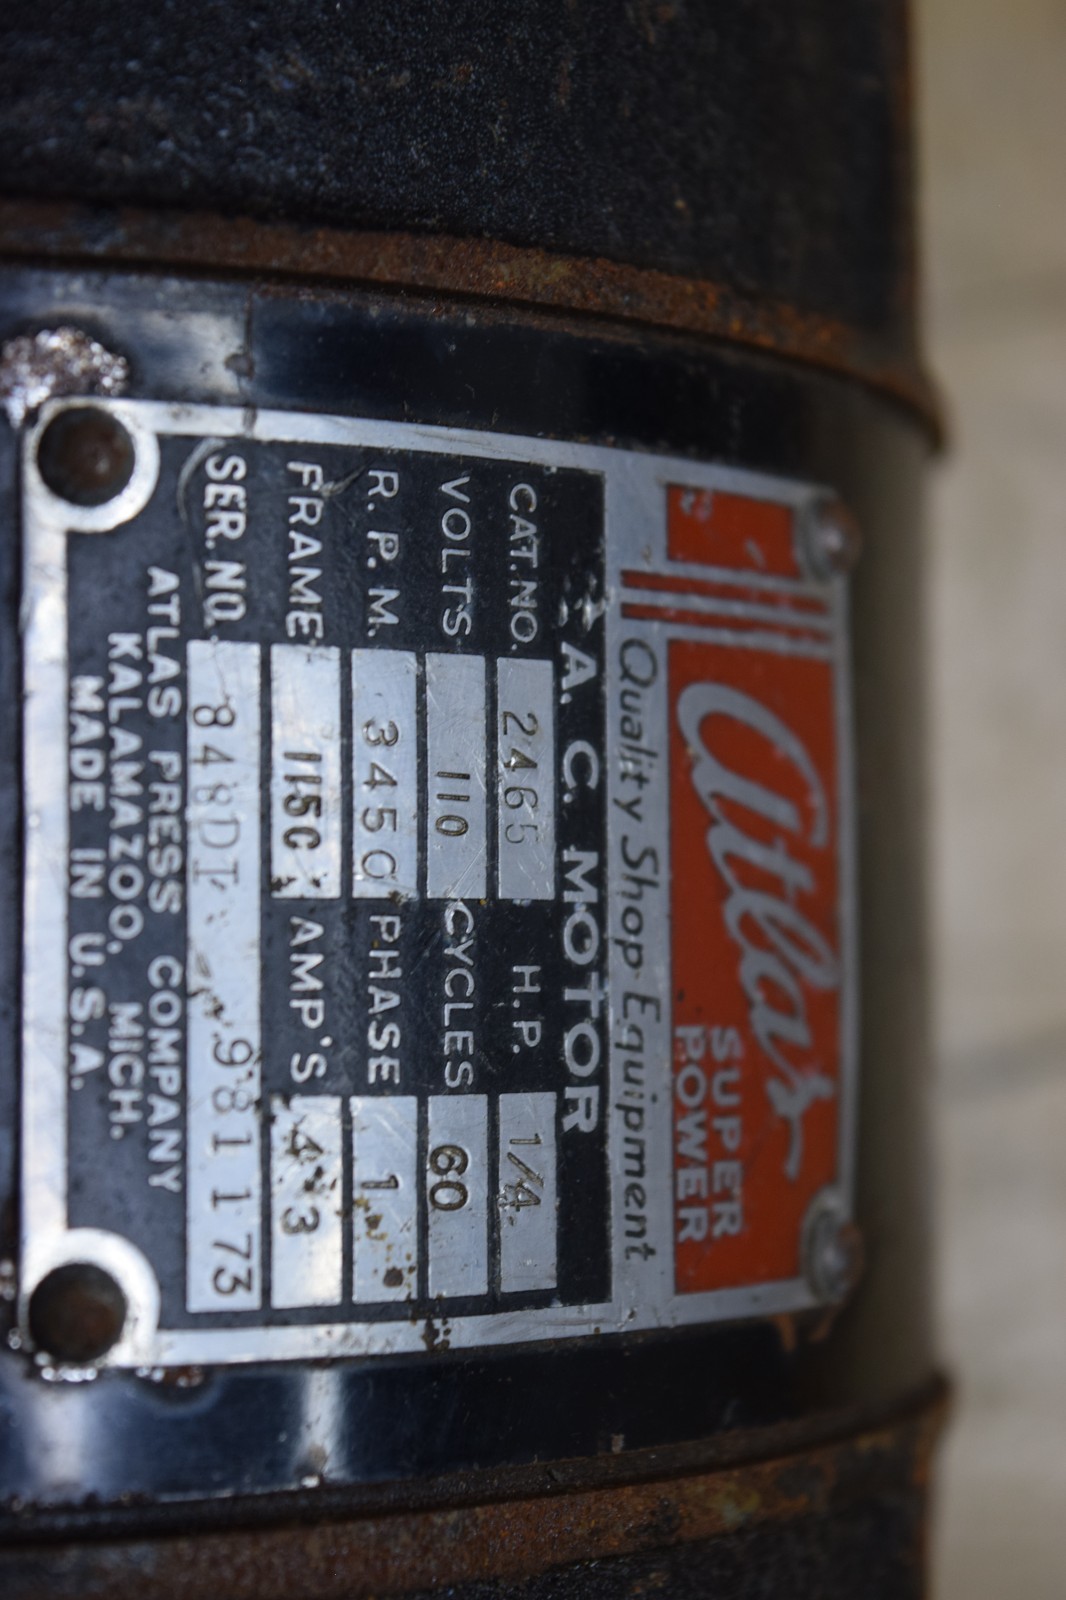 Atlas
SUPER
POWER
Quality Shop Equipment
A. C. MOTOR
CAT. NO. 2465 H.P. 1/4
VOLTS 110 CYCLES 60
R. P. M. 3450 PHASE 1
FRAME 115C AMP'S 4.3
SER. NO. 848DI 981173
ATLAS PRESS COMPANY
KALAMAZOO, MICH.
MADE IN U.S.A.